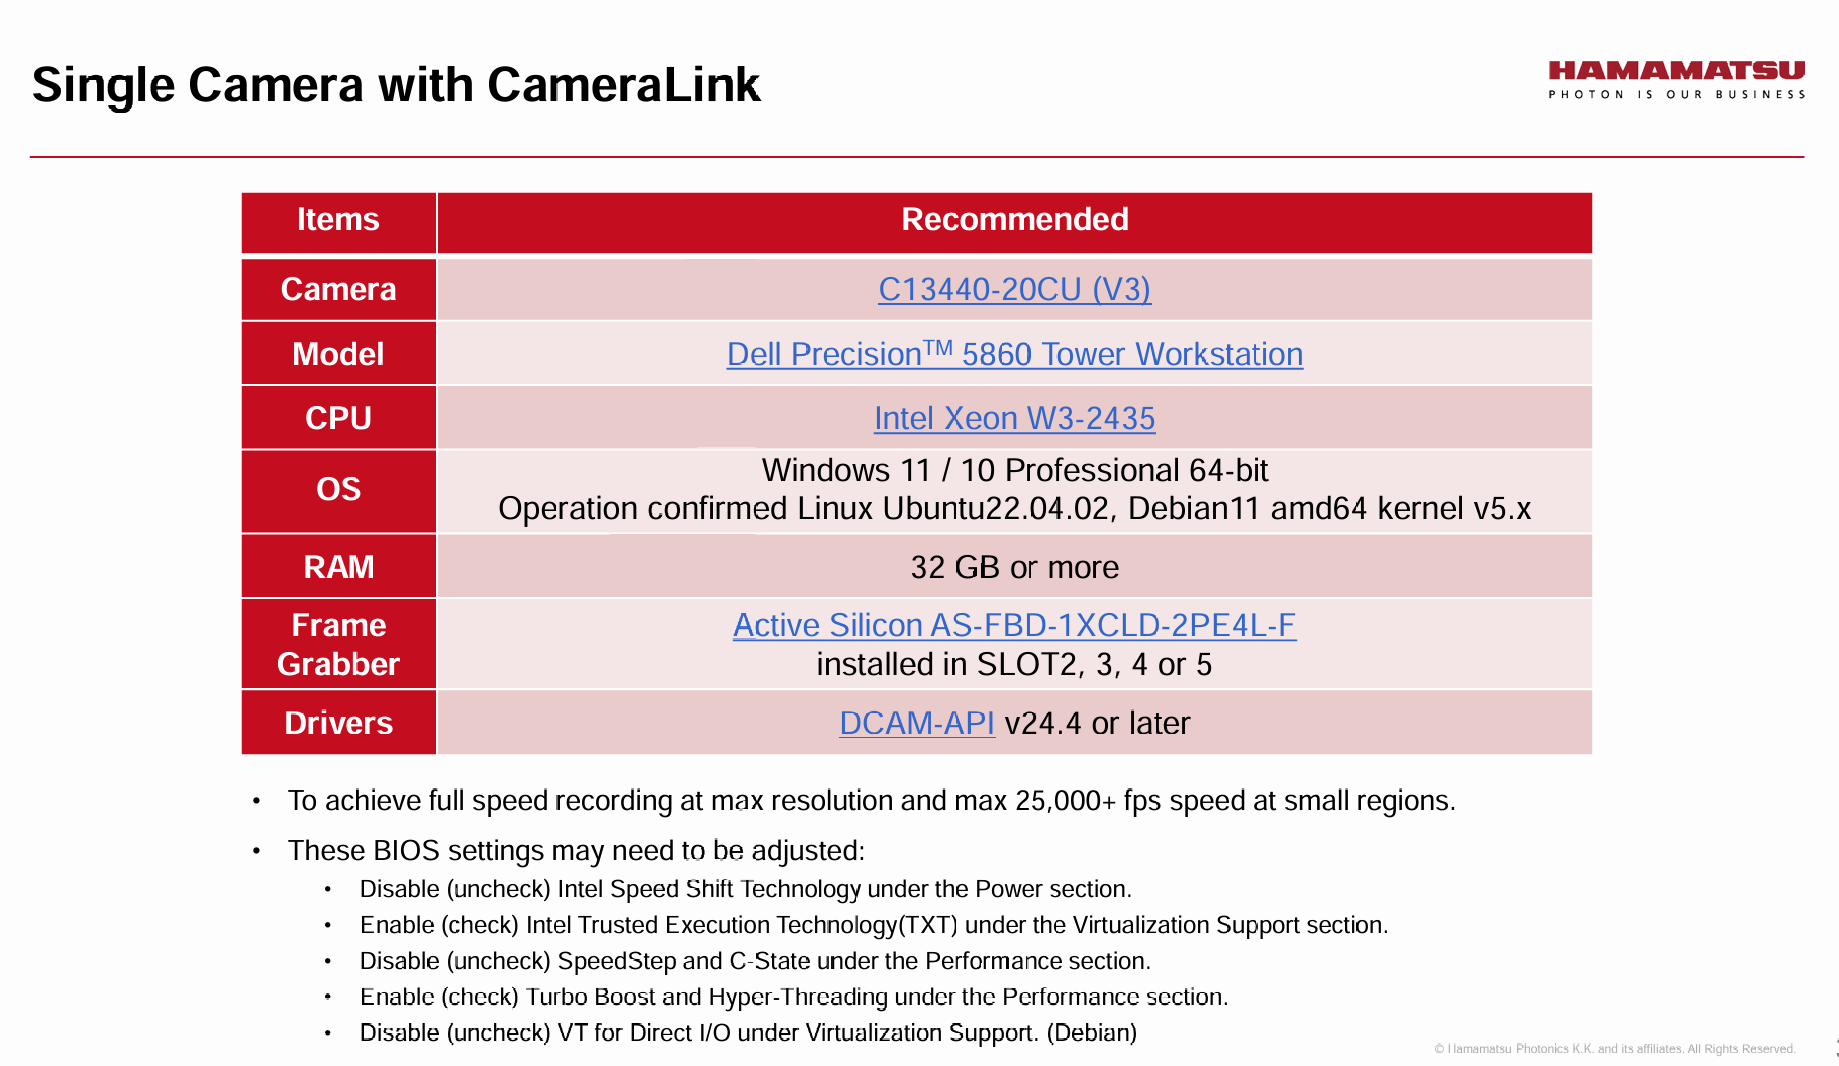 Single Camera with CameraLink
HAMAMATSU
PHOTON IS OUR BUSINESS
Items
Recommended
Camera
C13440-20CU (V3)
Model
Dell Precision™ 5860 Tower Workstation
CPU
Intel Xeon W3-2435
OS
Windows 11 / 10 Professional 64-bit
Operation confirmed Linux Ubuntu22.04.02, Debian11 amd64 kernel v5.x
RAM
32 GB or more
Frame
Grabber
Active Silicon AS-FBD-1XCLD-2PE4L-F
installed in SLOT2, 3, 4 or 5
Drivers
DCAM-API v24.4 or later
• To achieve full speed recording at max resolution and max 25,000+ fps speed at small regions.
• These BIOS settings may need to be adjusted:
• Disable (uncheck) Intel Speed Shift Technology under the Power section.
• Enable (check) Intel Trusted Execution Technology(TXT) under the Virtualization Support section.
• Disable (uncheck) SpeedStep and C-State under the Performance section.
• Enable (check) Turbo Boost and Hyper-Threading under the Performance section.
• Disable (uncheck) VT for Direct I/O under Virtualization Support. (Debian)
© Hamamatsu Photonics K.K. and its affiliates. All Rights Reserved.